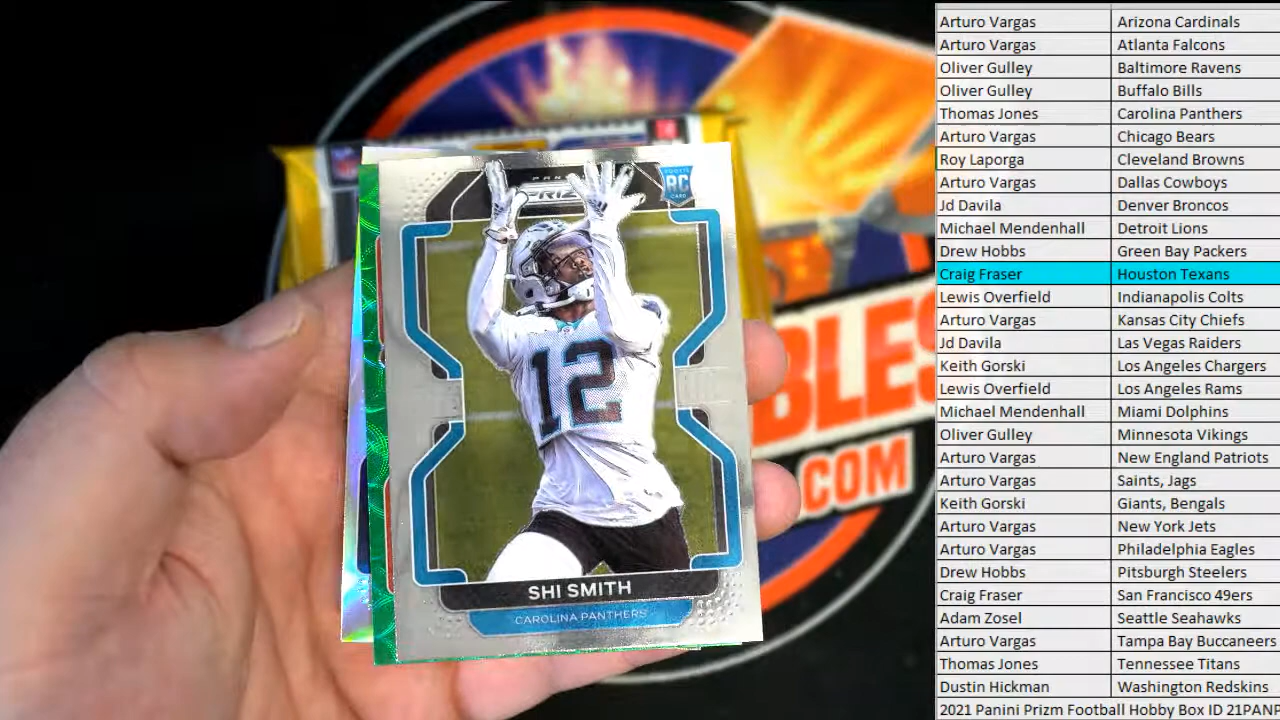 PRIZM
ROOKIE
RC
CARD
12
SHI SMITH
CAROLINA PANTHERS
BLES
.COM
Arturo Vargas Arizona Cardinals
Arturo Vargas Atlanta Falcons
Oliver Gulley Baltimore Ravens
Oliver Gulley Buffalo Bills
Thomas Jones Carolina Panthers
Arturo Vargas Chicago Bears
Roy Laporga Cleveland Browns
Arturo Vargas Dallas Cowboys
Jd Davila Denver Broncos
Michael Mendenhall Detroit Lions
Drew Hobbs Green Bay Packers
Craig Fraser Houston Texans
Lewis Overfield Indianapolis Colts
Arturo Vargas Kansas City Chiefs
Jd Davila Las Vegas Raiders
Keith Gorski Los Angeles Chargers
Lewis Overfield Los Angeles Rams
Michael Mendenhall Miami Dolphins
Oliver Gulley Minnesota Vikings
Arturo Vargas New England Patriots
Arturo Vargas Saints, Jags
Keith Gorski Giants, Bengals
Arturo Vargas New York Jets
Arturo Vargas Philadelphia Eagles
Drew Hobbs Pitsburgh Steelers
Craig Fraser San Francisco 49ers
Adam Zosel Seattle Seahawks
Arturo Vargas Tampa Bay Buccaneers
Thomas Jones Tennessee Titans
Dustin Hickman Washington Redskins
2021 Panini Prizm Football Hobby Box ID 21PANP